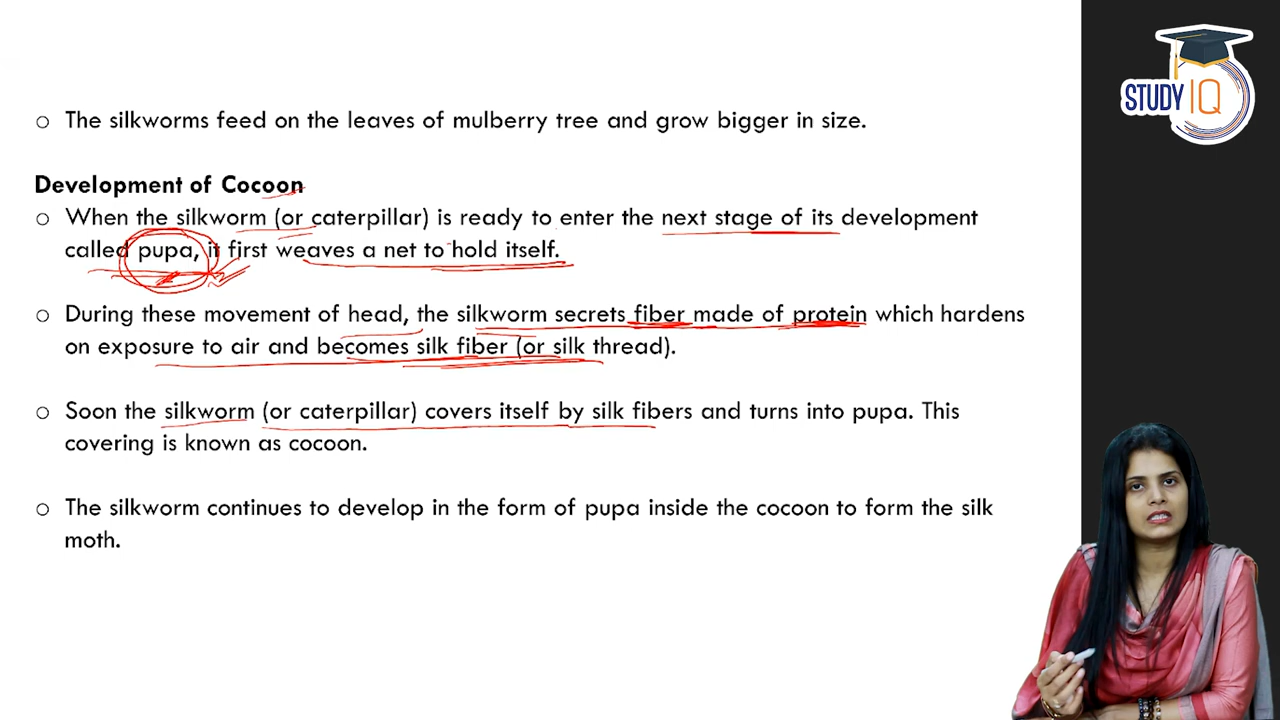 STUDY IQ
○ The silkworms feed on the leaves of mulberry tree and grow bigger in size.
Development of Cocoon
○ When the silkworm (or caterpillar) is ready to enter the next stage of its development
called pupa, it first weaves a net to hold itself.
○ During these movement of head, the silkworm secrets fiber made of protein which hardens
on exposure to air and becomes silk fiber (or silk thread).
○ Soon the silkworm (or caterpillar) covers itself by silk fibers and turns into pupa. This
covering is known as cocoon.
○ The silkworm continues to develop in the form of pupa inside the cocoon to form the silk
moth.